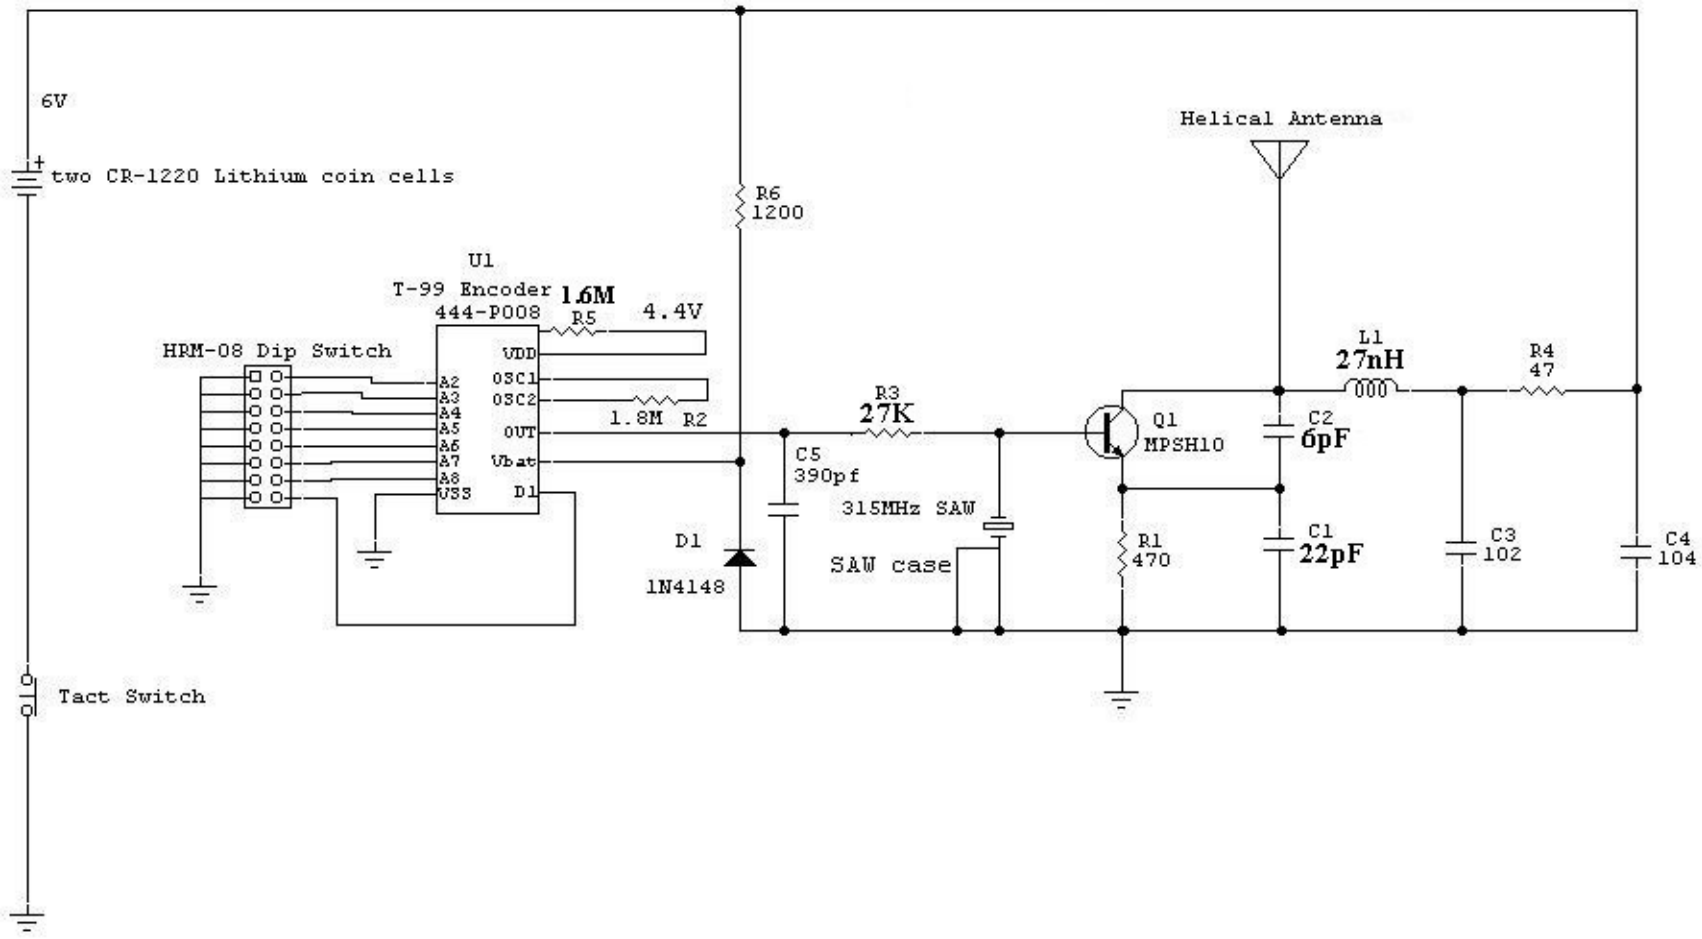 6V
+
two CR-1220 Lithium coin cells
Helical Antenna
R6
1200
U1
T-99 Encoder
444-P008
1.6M
R5
4.4V
HRM-08 Dip Switch
VDD
OSC1
OSC2
OUT
Vbat
D1
A2
A3
A4
A5
A6
A7
A8
VSS
1.8M R2
R3
27K
C5
390pf
315MHz SAW
SAW case
D1
1N4148
Q1
MPSH10
L1
27nH
R4
47
C2
6pF
R1
470
C1
22pF
C3
102
C4
104
Tact Switch